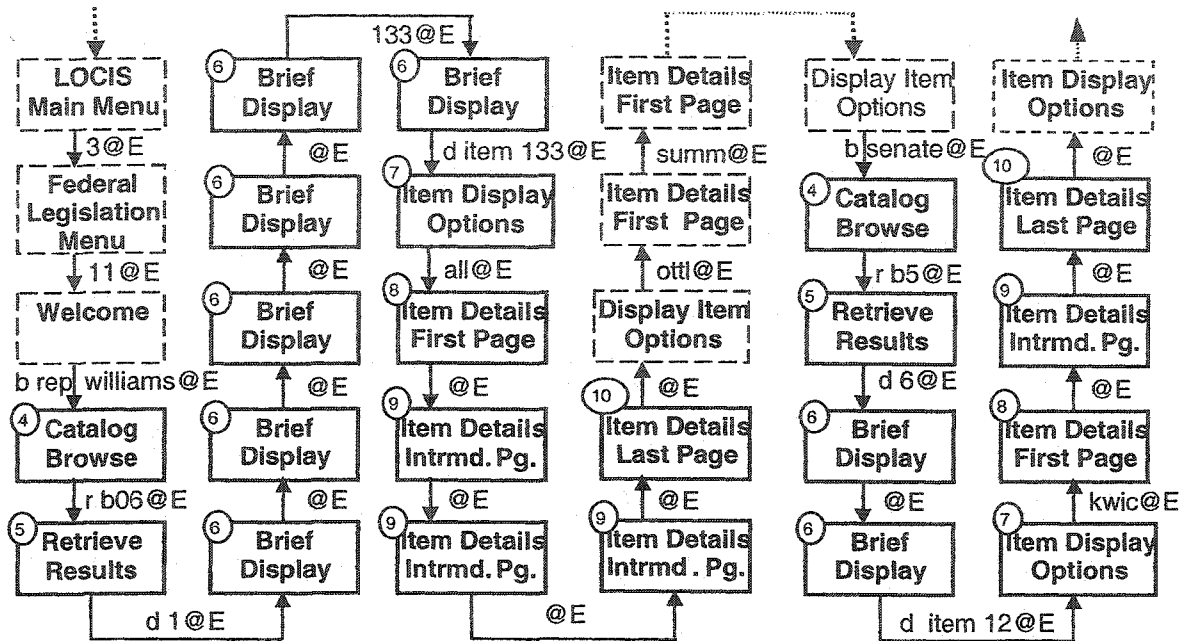 LOCIS
Main Menu
3@E
Federal
Legislation
Menu
11@E
Welcome
b rep williams@E
4
Catalog
Browse
r b06@E
5
Retrieve
Results
d 1@E
6
Brief
Display
@E
6
Brief
Display
@E
6
Brief
Display
@E
6
Brief
Display
@E
6
Brief
Display
133@E
6
Brief
Display
d item 133@E
7
Item Display
Options
all@E
8
Item Details
First Page
@E
9
Item Details
Intrmd. Pg.
@E
9
Item Details
Intrmd. Pg.
@E
9
Item Details
Intrmd . Pg.
@E
10
Item Details
Last Page
@E
Display Item
Options
ottl@E
Item Details
First Page
summ@E
Item Details
First Page
Display Item
Options
b senate@E
4
Catalog
Browse
r b5@E
5
Retrieve
Results
d 6@E
6
Brief
Display
@E
6
Brief
Display
d item 12@E
7
Item Display
Options
kwic@E
8
Item Details
First Page
@E
9
Item Details
Intrmd. Pg.
@E
10
Item Details
Last Page
@E
Item Display
Options